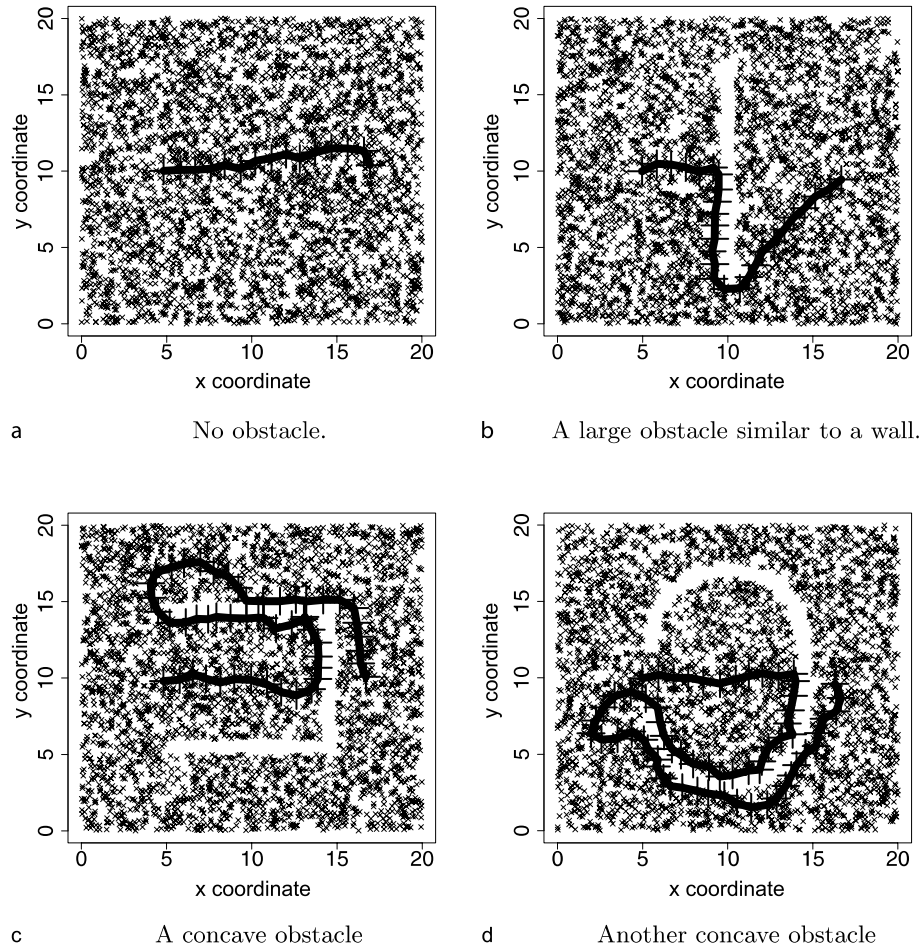 20
15
10
5
0
y coordinate
0 5 10 15 20
x coordinate
a No obstacle.
20
15
10
5
0
y coordinate
0 5 10 15 20
x coordinate
b A large obstacle similar to a wall.
20
15
10
5
0
y coordinate
0 5 10 15 20
x coordinate
c A concave obstacle
20
15
10
5
0
y coordinate
0 5 10 15 20
x coordinate
d Another concave obstacle